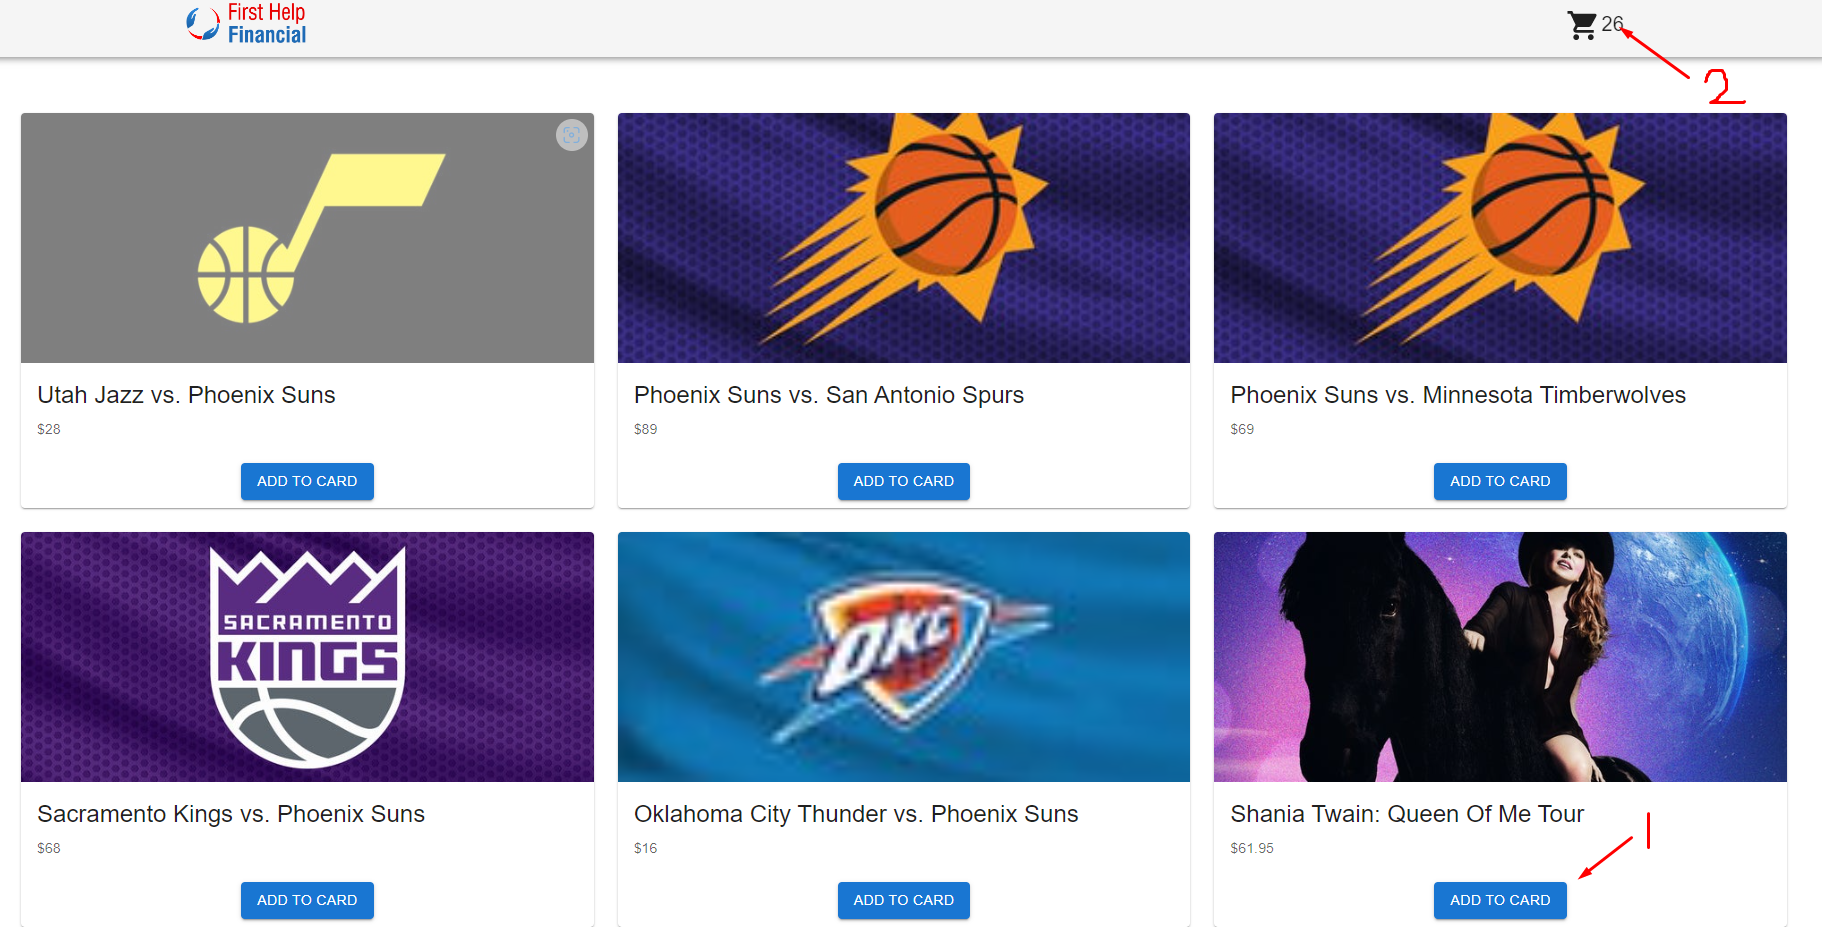 First Help
Financial
26
2
Utah Jazz vs. Phoenix Suns
$28
ADD TO CARD
Phoenix Suns vs. San Antonio Spurs
$89
ADD TO CARD
Phoenix Suns vs. Minnesota Timberwolves
$69
ADD TO CARD
SACRAMENTO
KINGS
OKC
Sacramento Kings vs. Phoenix Suns
$68
ADD TO CARD
Oklahoma City Thunder vs. Phoenix Suns
$16
ADD TO CARD
Shania Twain: Queen Of Me Tour
$61.95
1
ADD TO CARD